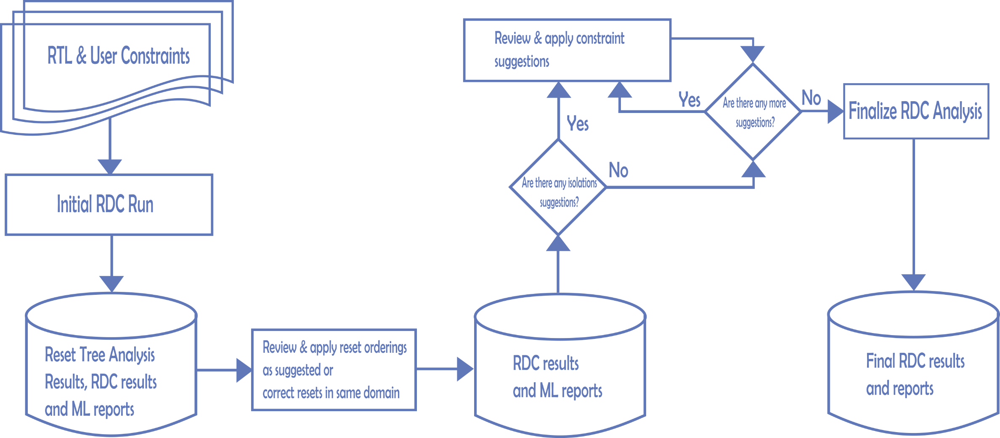 RTL & User Constraints
Initial RDC Run
Reset Tree Analysis
Results, RDC results
and ML reports
Review & apply reset orderings
as suggested or
correct resets in same domain
RDC results
and ML reports
Are there any isolations
suggestions?
Yes
No
Review & apply constraint
suggestions
Are there any more
suggestions?
Yes
No
Finalize RDC Analysis
Final RDC results
and reports